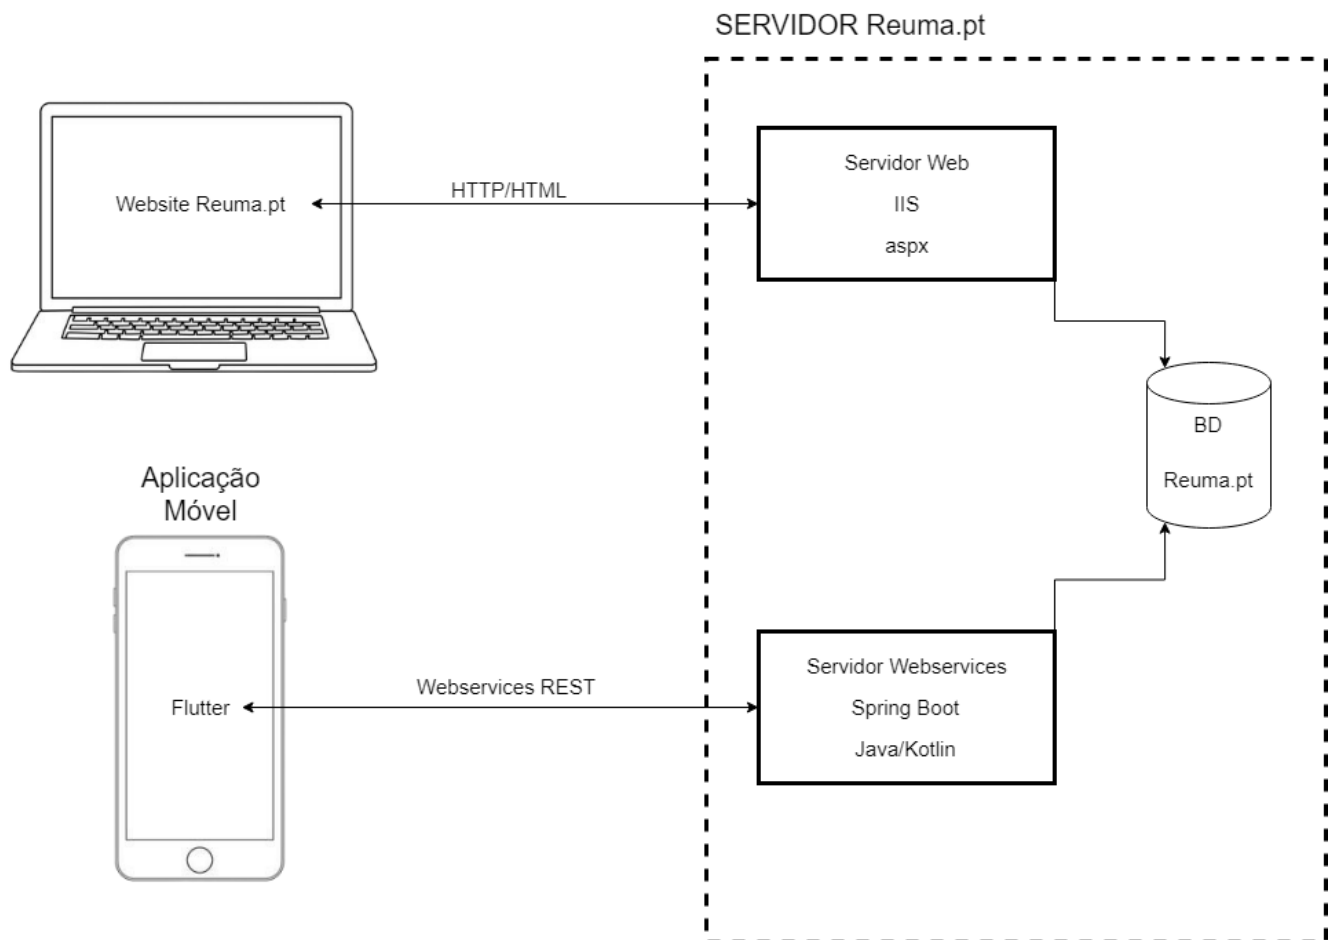 SERVIDOR Reuma.pt
Website Reuma.pt
HTTP/HTML
Servidor Web
IIS
aspx
BD
Reuma.pt
Aplicação
Móvel
Flutter
Webservices REST
Servidor Webservices
Spring Boot
Java/Kotlin